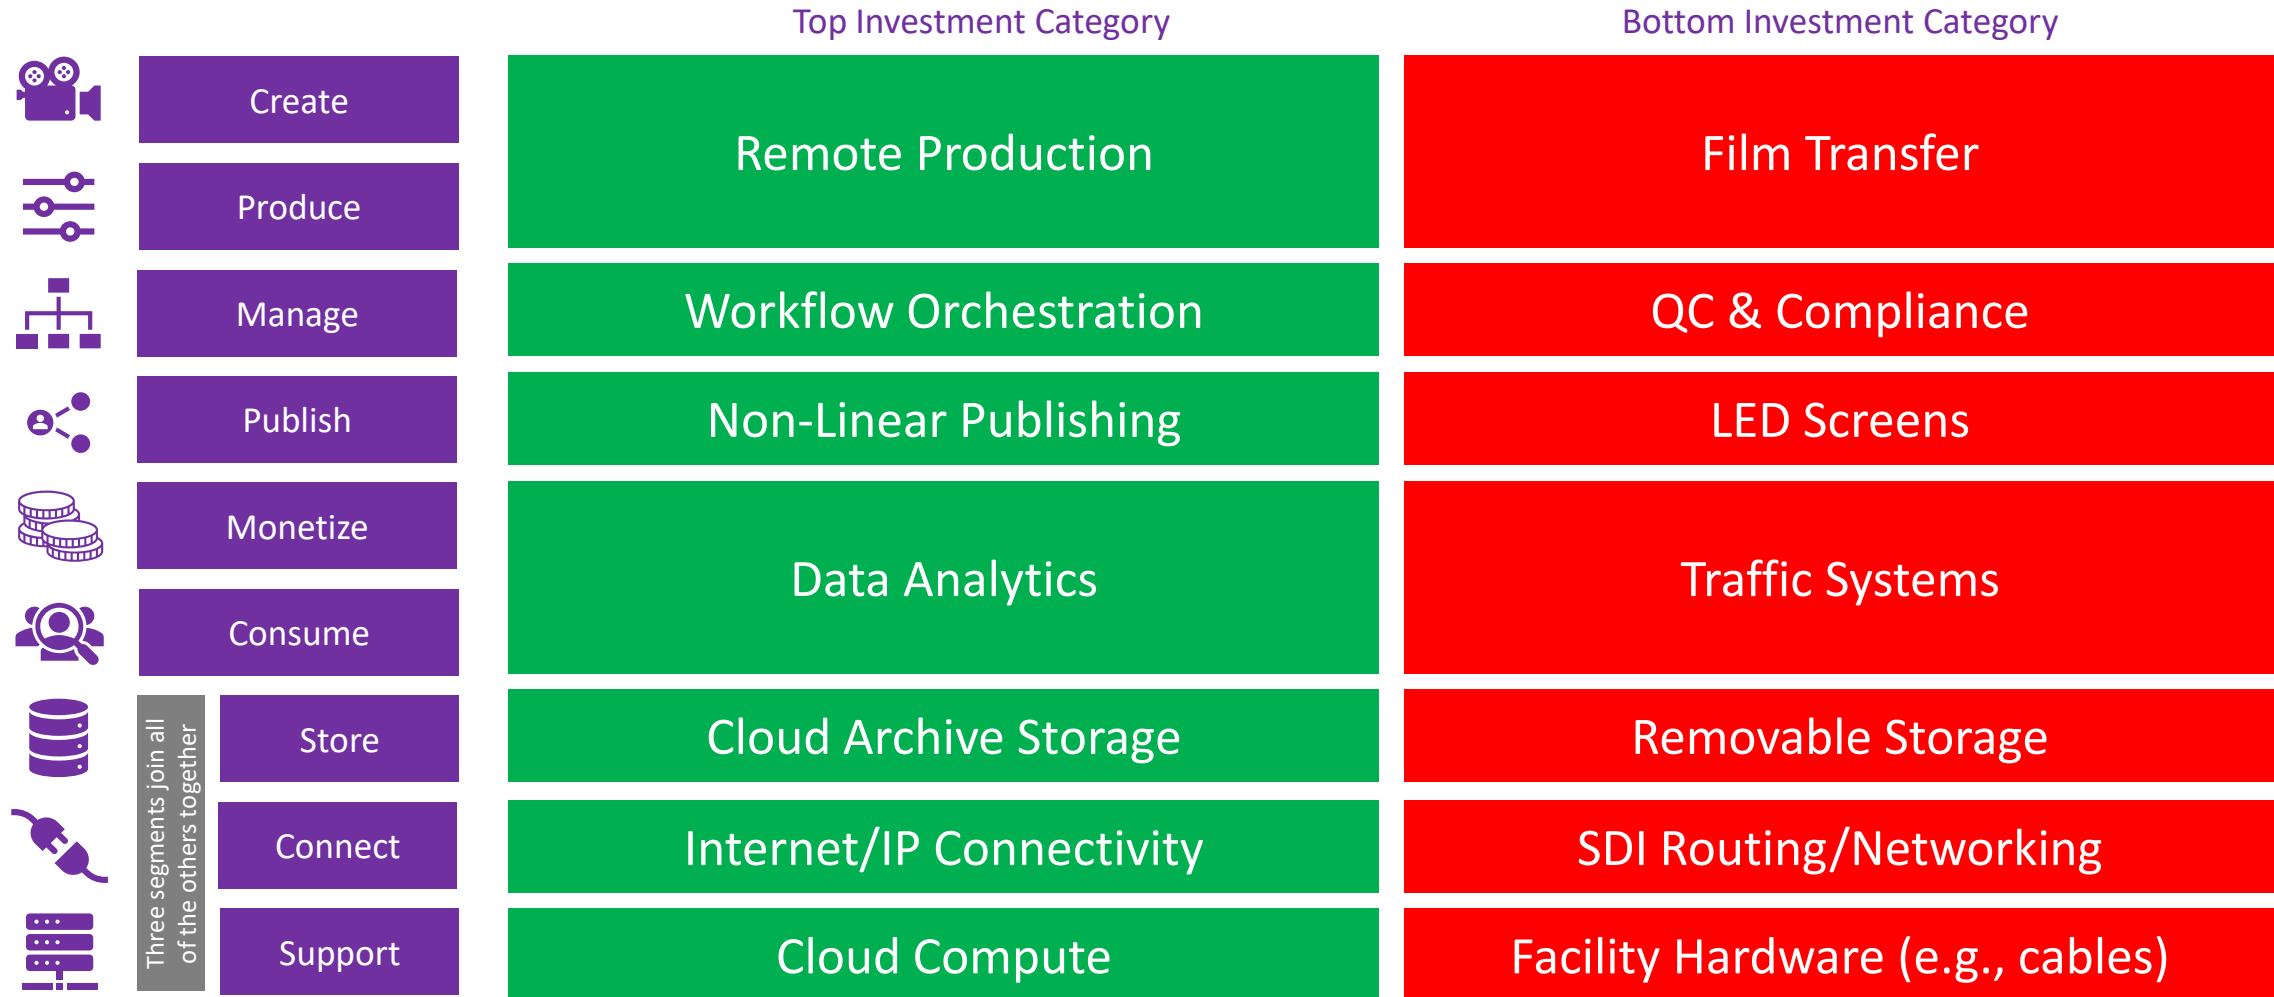 Top Investment Category
Bottom Investment Category
Create
Remote Production
Film Transfer
Produce
Manage
Workflow Orchestration
QC & Compliance
Publish
Non-Linear Publishing
LED Screens
Monetize
Data Analytics
Traffic Systems
Consume
Three segments join all
of the others together
Store
Cloud Archive Storage
Removable Storage
Connect
Internet/IP Connectivity
SDI Routing/Networking
Support
Cloud Compute
Facility Hardware (e.g., cables)